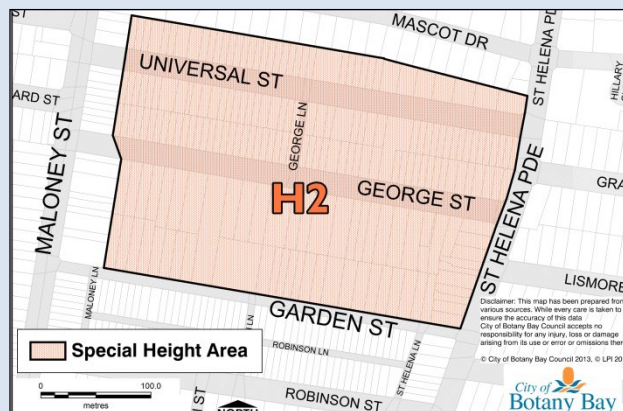 ST
MASCOT DR
UNIVERSAL ST
ST HELENA PDE
HILLARY
ARD ST
GEORGE LN
MALONEY ST
GEORGE ST
GRA
H2
ST HELENA PDE
LISMORE
MALONEY LN
GARDEN ST
Disclaimer: This map has been prepared from
various sources. While every care is taken to
ensure the accuracy of this data
City of Botany Bay Council accepts no
responsibility for any injury, loss or damage
arising from its use or error or omissions there
© City of Botany Bay Council 2013, © LPI 20
Special Height Area
ROBINSON LN
ST HELENA LN
0 100.0
metres
N ST
NORTH
ROBINSON ST
City of
Botany Bay